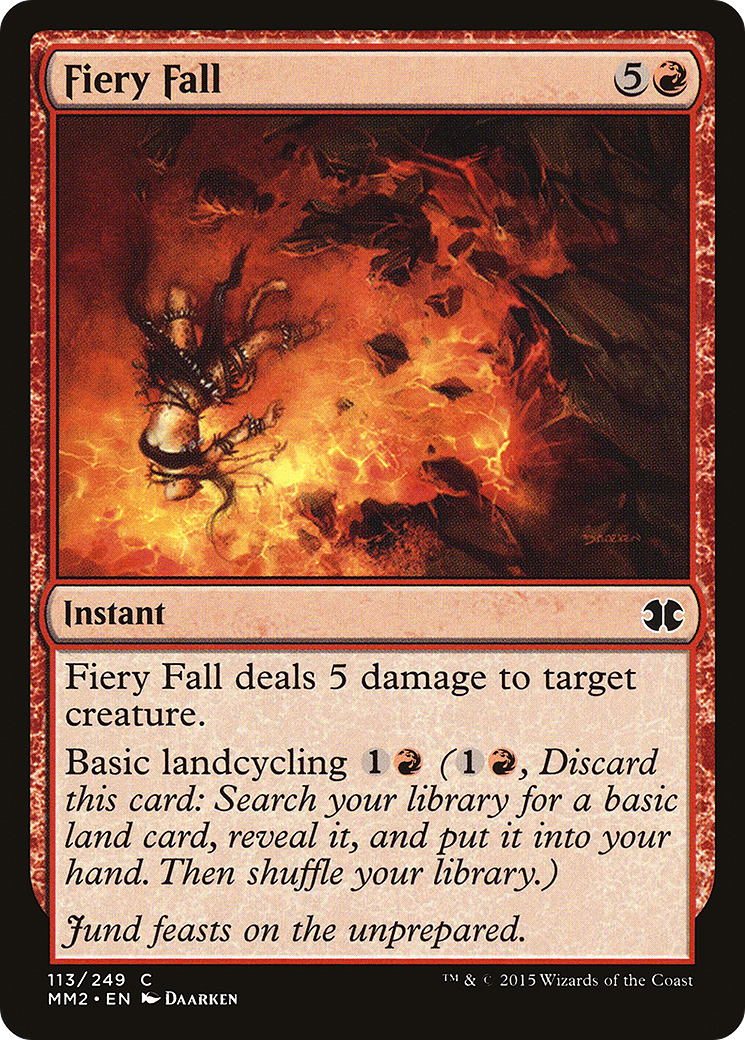 Fiery Fall 5
DAORKEN
Instant
Fiery Fall deals 5 damage to target
creature.
Basic landcycling 1 (1, Discard
this card: Search your library for a basic
land card, reveal it, and put it into your
hand. Then shuffle your library.)
Jund feasts on the unprepared.
113/249 C
MM2 • EN DAARKEN
™ & © 2015 Wizards of the Coast